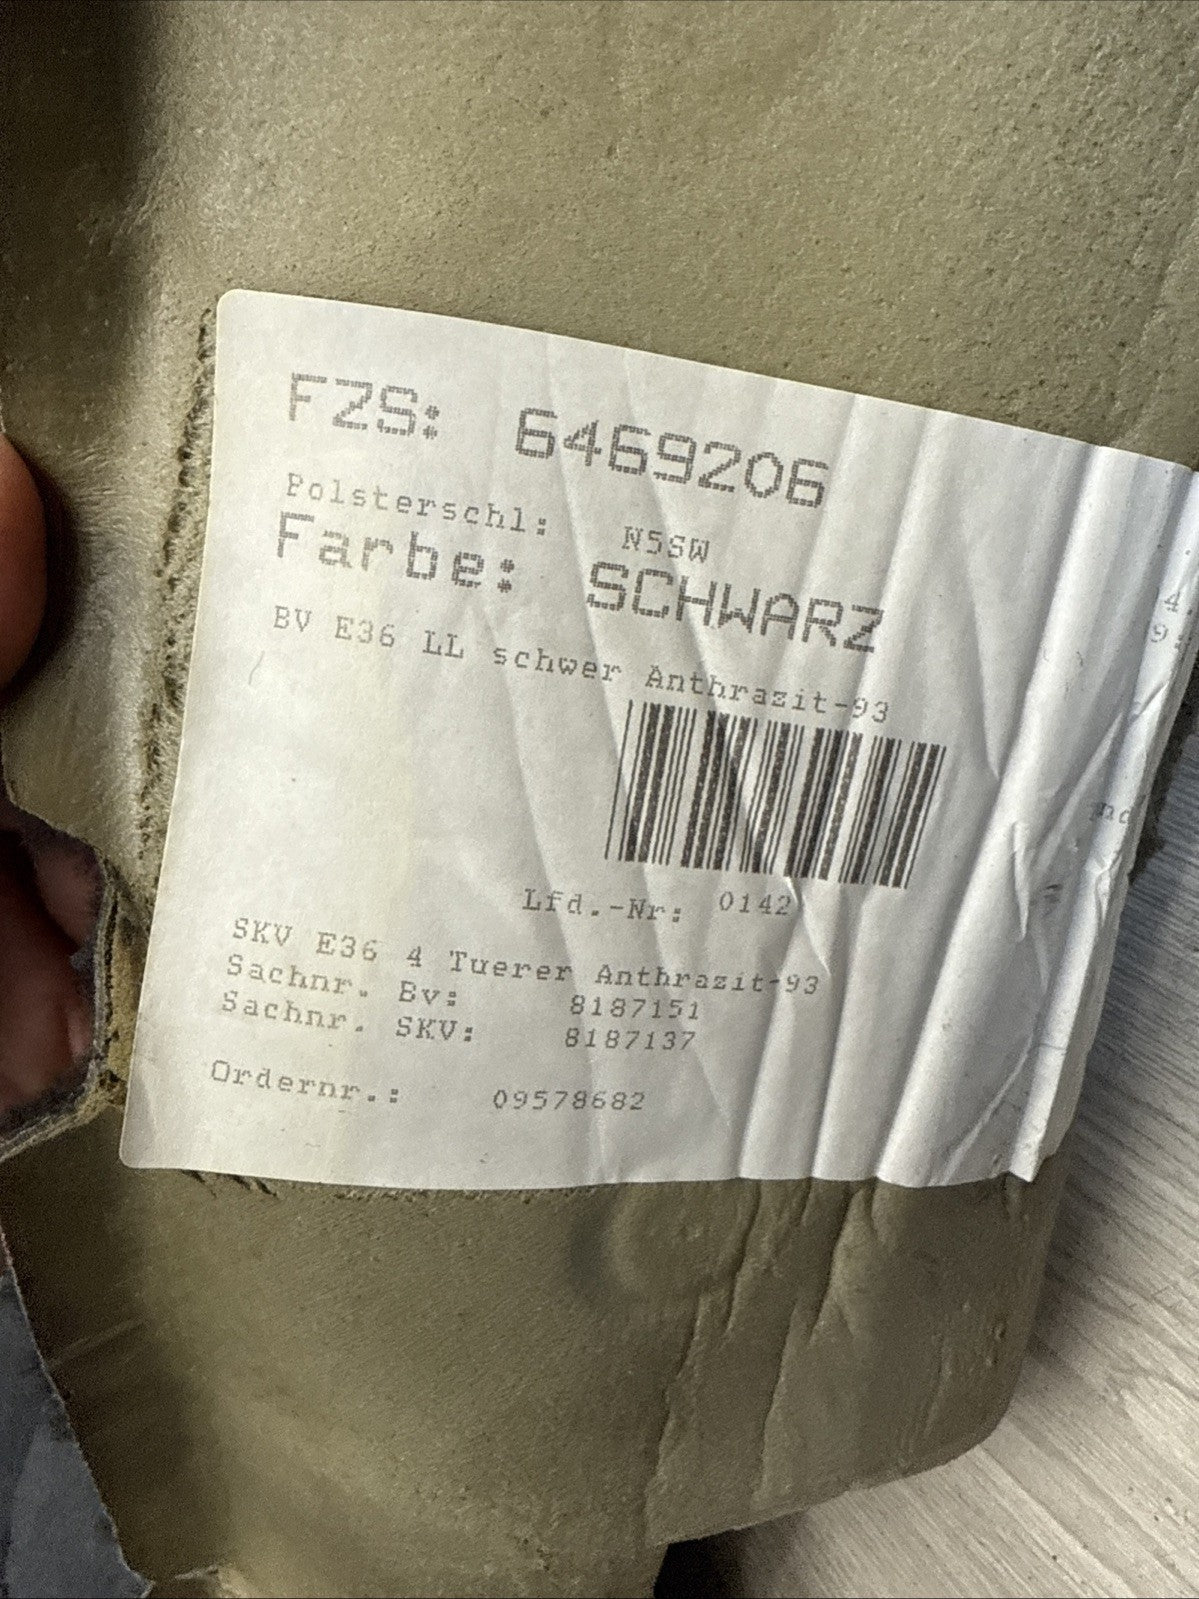 FZS: 6469206
Polsterschl: N5SW
Farbe: SCHWARZ
BV E36 LL schwer Anthrazit-93
Lfd.-Nr: 0142
SKV E36 4 Tuerer Anthrazit-93
Sachnr. Bv: 8187151
Sachnr. SKV: 8187137
Ordernr.: 09578682